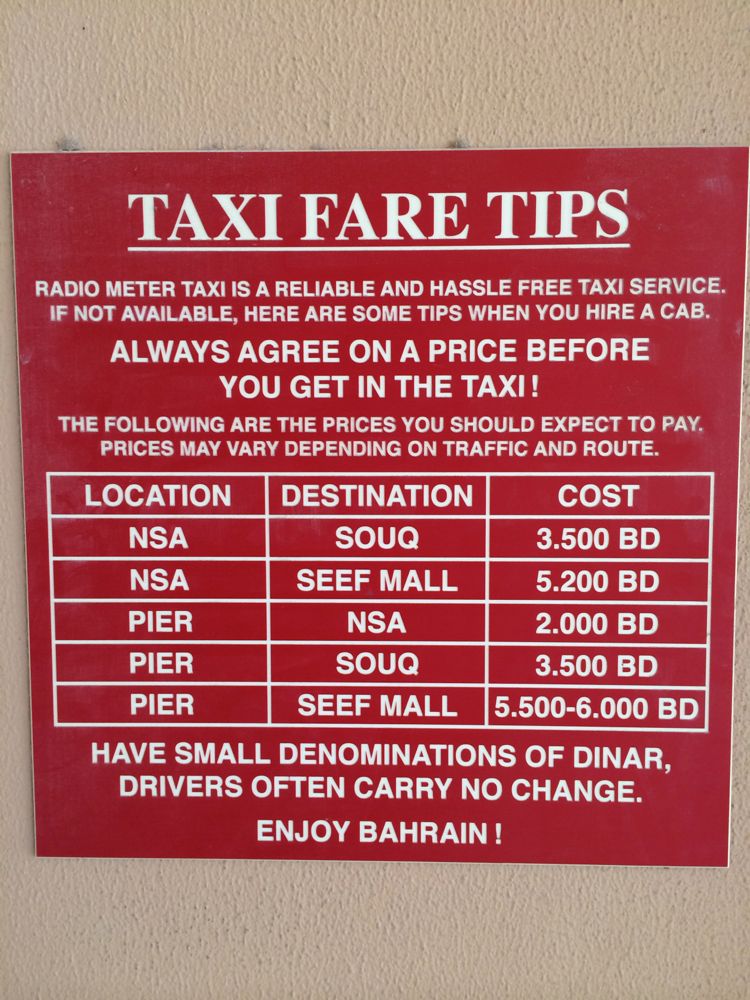 TAXI FARE TIPS
RADIO METER TAXI IS A RELIABLE AND HASSLE FREE TAXI SERVICE.
IF NOT AVAILABLE, HERE ARE SOME TIPS WHEN YOU HIRE A CAB.
ALWAYS AGREE ON A PRICE BEFORE
YOU GET IN THE TAXI !
THE FOLLOWING ARE THE PRICES YOU SHOULD EXPECT TO PAY.
PRICES MAY VARY DEPENDING ON TRAFFIC AND ROUTE.
LOCATION DESTINATION COST
NSA SOUQ 3.500 BD
NSA SEEF MALL 5.200 BD
PIER NSA 2.000 BD
PIER SOUQ 3.500 BD
PIER SEEF MALL 5.500-6.000 BD
HAVE SMALL DENOMINATIONS OF DINAR,
DRIVERS OFTEN CARRY NO CHANGE.
ENJOY BAHRAIN !